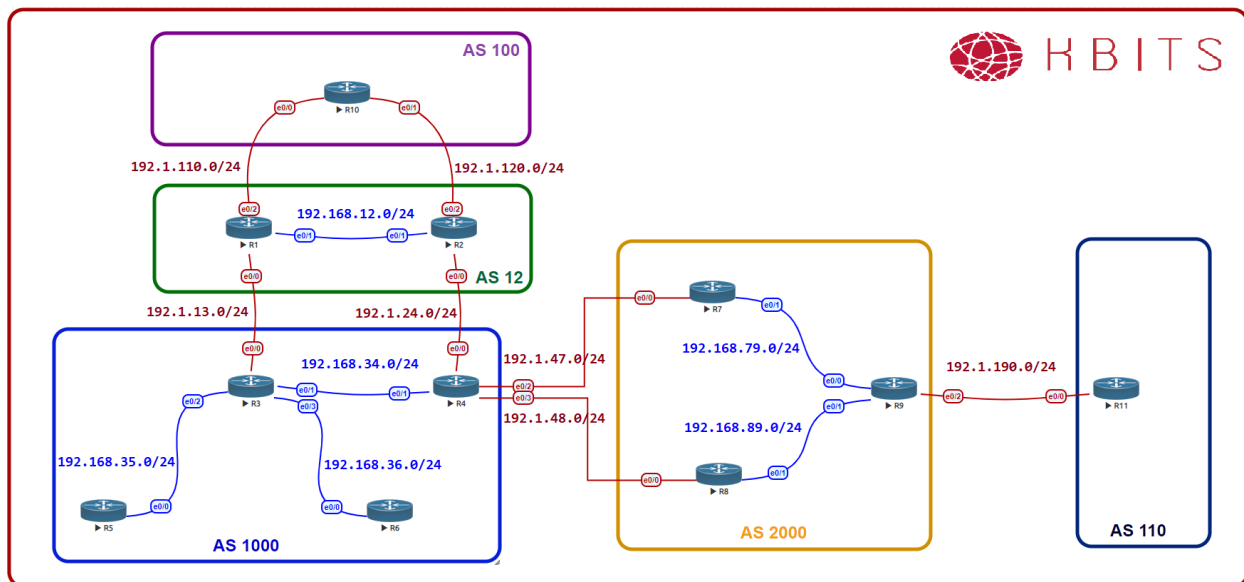 AS 100
KBITS
e0/0
e0/1
▶ R10
192.1.110.0/24
192.1.120.0/24
e0/2
e0/2
192.168.12.0/24
e0/1
e0/1
▶ R1
▶ R2
e0/0
e0/0
AS 12
192.1.13.0/24
192.1.24.0/24
e0/0
e0/0
192.168.34.0/24
e0/1
e0/1
e0/2
e0/3
▶ R3
▶ R4
e0/2
e0/3
192.1.47.0/24
192.1.48.0/24
192.168.35.0/24
192.168.36.0/24
e0/0
e0/0
▶ R5
▶ R6
AS 1000
e0/0
e0/1
▶ R7
192.168.79.0/24
e0/0
e0/1
e0/2
▶ R9
192.168.89.0/24
e0/0
e0/1
▶ R8
AS 2000
192.1.190.0/24
e0/0
▶ R11
AS 110